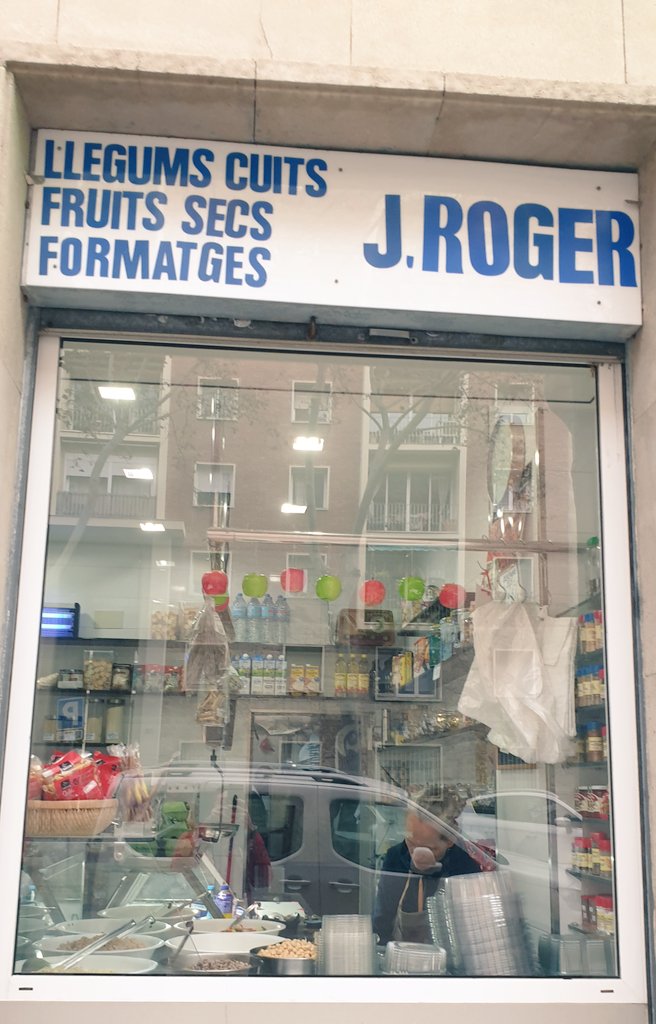 LLEGUMS CUITS
FRUITS SECS
FORMATGES
J. ROGER
P